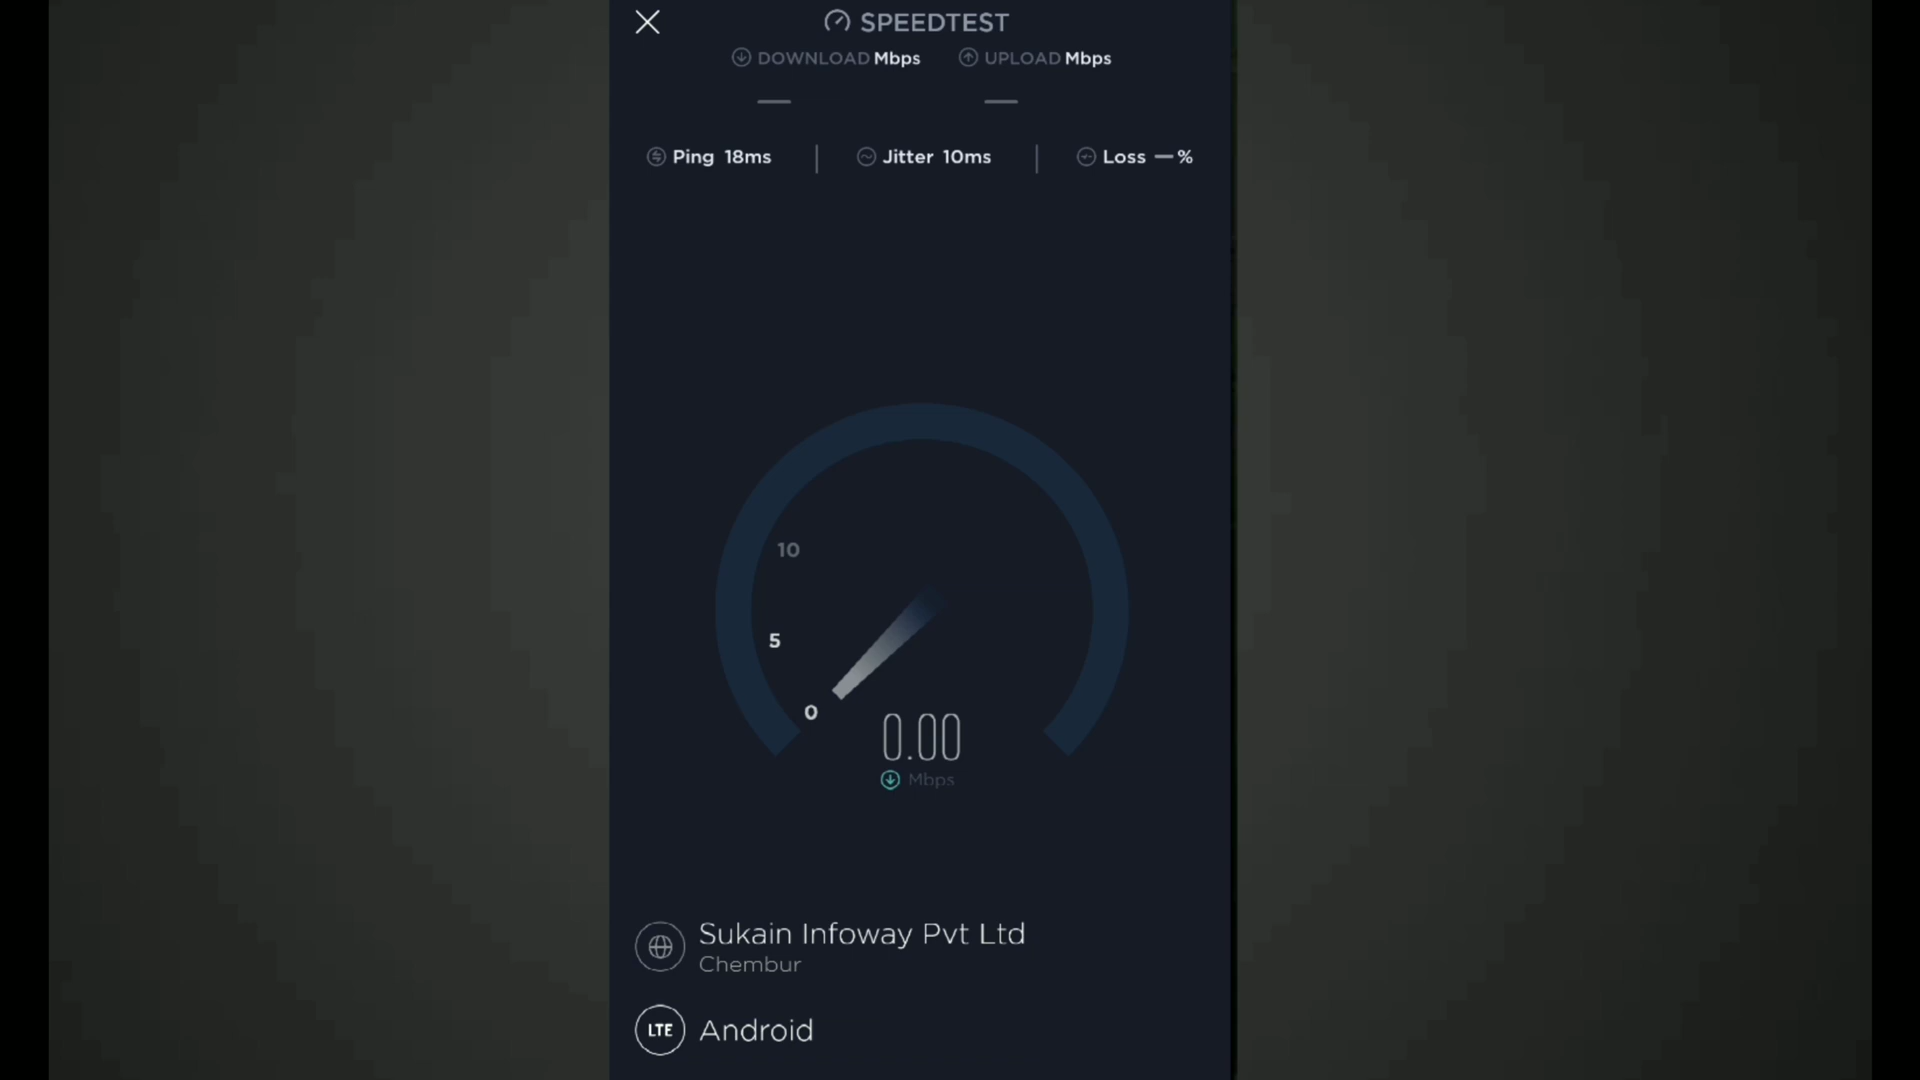 SPEEDTEST
DOWNLOAD Mbps UPLOAD Mbps
— —
Ping 18ms | Jitter 10ms | Loss — %
10
5
0
0.00
Mbps
Sukain Infoway Pvt Ltd
Chembur
LTE Android